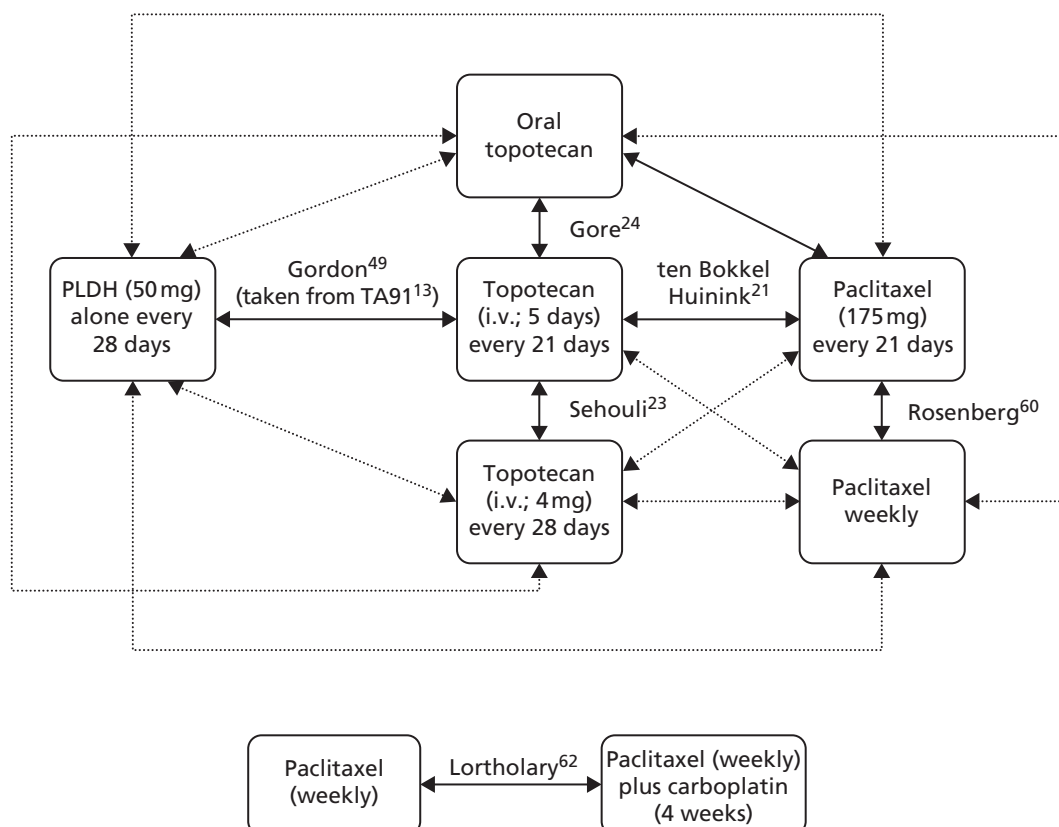 Oral
topotecan
Gore24
PLDH (50 mg)
alone every
28 days
Gordon49
(taken from TA9113)
Topotecan
(i.v.; 5 days)
every 21 days
ten Bokkel
Huinink21
Paclitaxel
(175 mg)
every 21 days
Sehouli23
Rosenberg60
Topotecan
(i.v.; 4 mg)
every 28 days
Paclitaxel
weekly
Paclitaxel
(weekly)
Lortholary62
Paclitaxel (weekly)
plus carboplatin
(4 weeks)